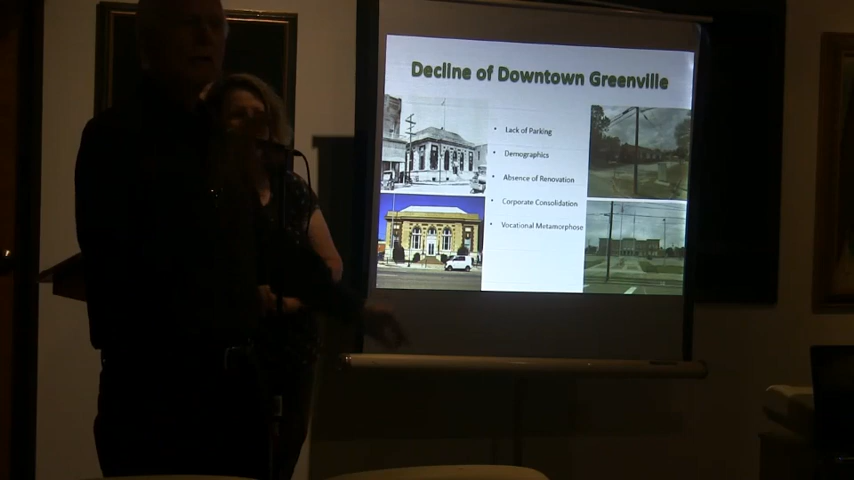 Decline of Downtown Greenville
• Lack of Parking
• Demographics
• Absence of Renovation
• Corporate Consolidation
• Vocational Metamorphose